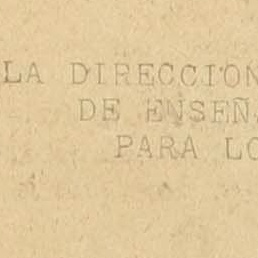 LA DIRECCION
DE ENSEÑ
PARA LO